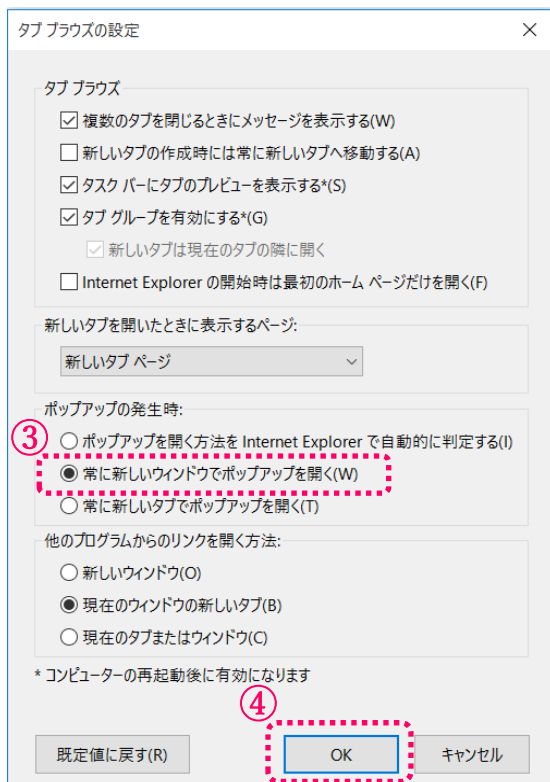 タブ ブラウズの設定
タブ ブラウズ
複数のタブを閉じるときにメッセージを表示する(W)
新しいタブの作成時には常に新しいタブへ移動する(A)
タスク バーにタブのプレビューを表示する*(S)
タブ グループを有効にする*(G)
新しいタブは現在のタブの隣に開く
Internet Explorer の開始時は最初のホーム ページだけを開く(F)
新しいタブを開いたときに表示するページ:
新しいタブ ページ
ポップアップの発生時:
③
ポップアップを開く方法を Internet Explorer で自動的に判定する(I)
常に新しいウィンドウでポップアップを開く(W)
常に新しいタブでポップアップを開く(T)
他のプログラムからのリンクを開く方法:
新しいウィンドウ(O)
現在のウィンドウの新しいタブ(B)
現在のタブまたはウィンドウ(C)
* コンピューターの再起動後に有効になります
④
既定値に戻す(R)
OK
キャンセル